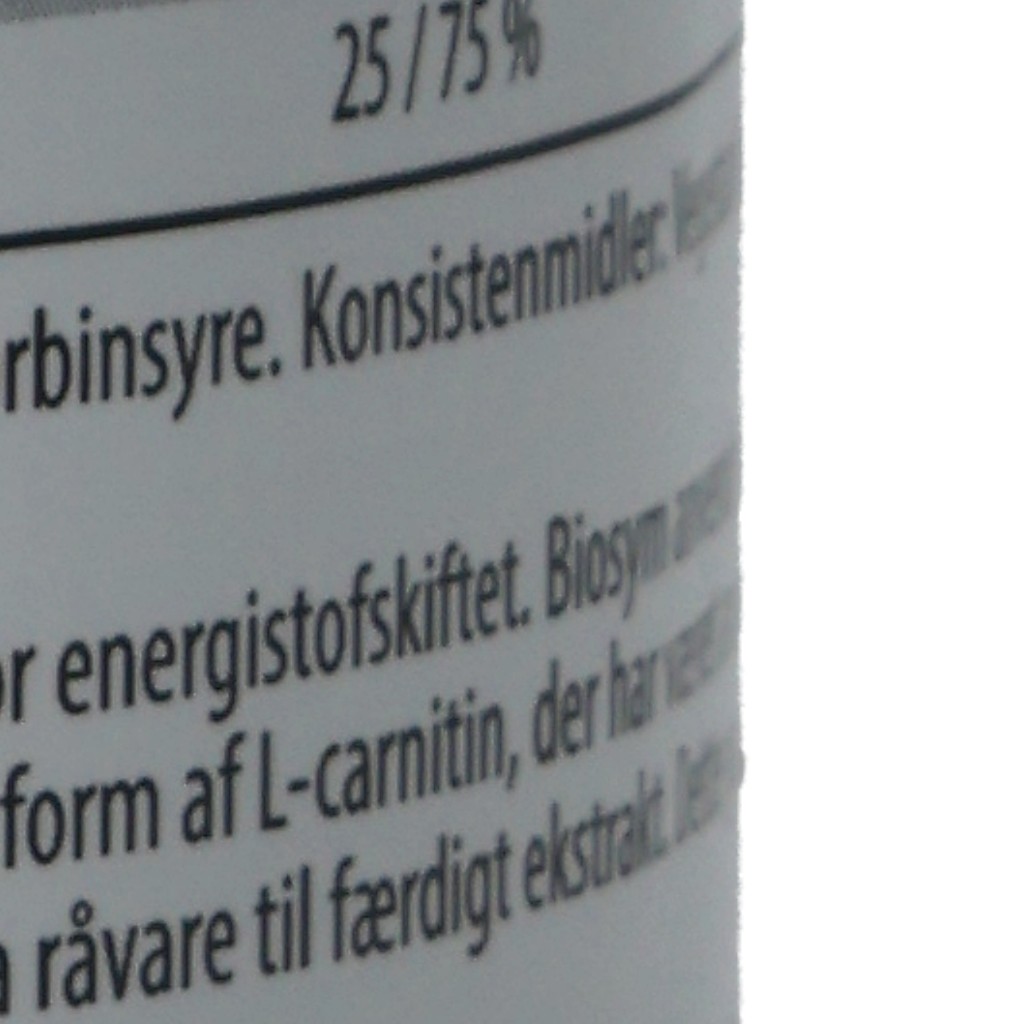 25 / 75 %
rbinsyre. Konsistenmidler:
or energistofskiftet. Biosym
form af L-carnitin, der har
råvare til færdigt ekstrakt.